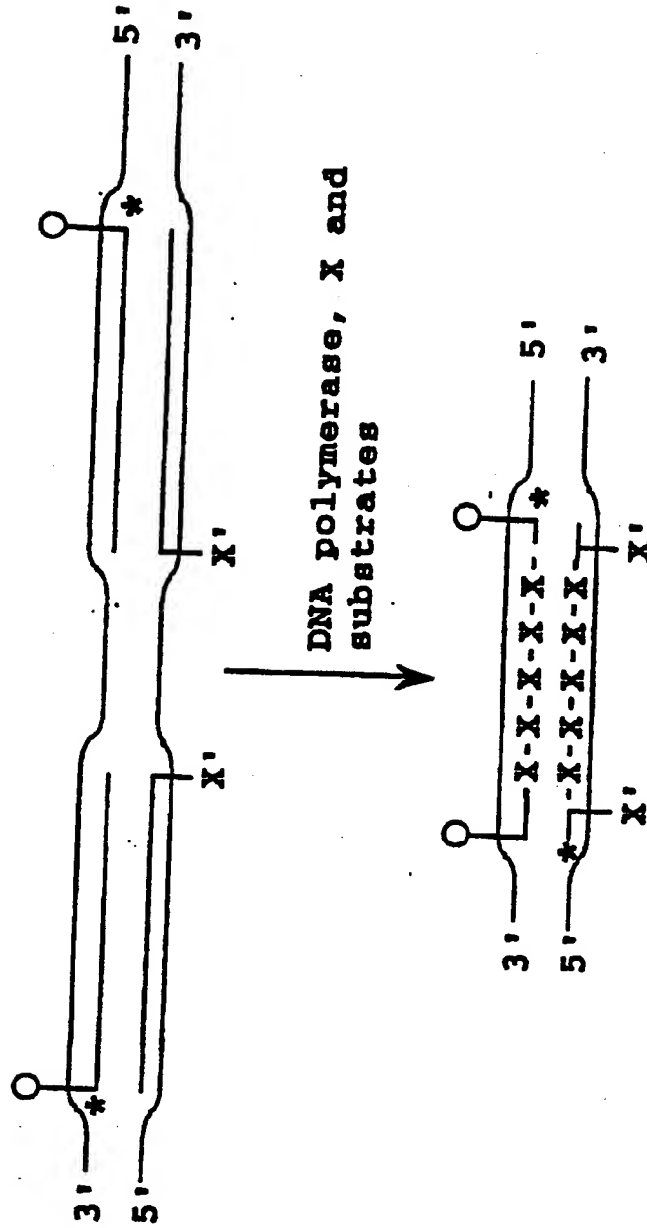 3' * * 5'
5' X' X' 3'
DNA polymerase, X and
substrates
3' -X-X-X-X-X- * 5'
5' * -X-X-X-X-X 3'
X' X'